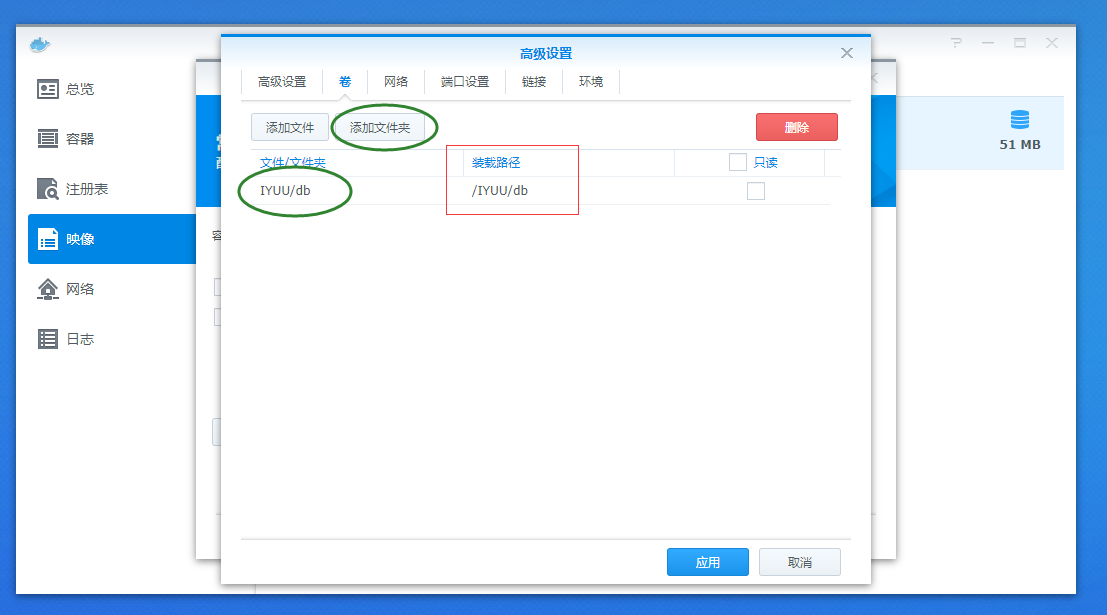 高级设置
高级设置 卷 网络 端口设置 链接 环境
添加文件 添加文件夹 删除
文件/文件夹 装载路径 只读
IYUU/db /IYUU/db
应用 取消
总览
容器
注册表
映像
网络
日志
51 MB